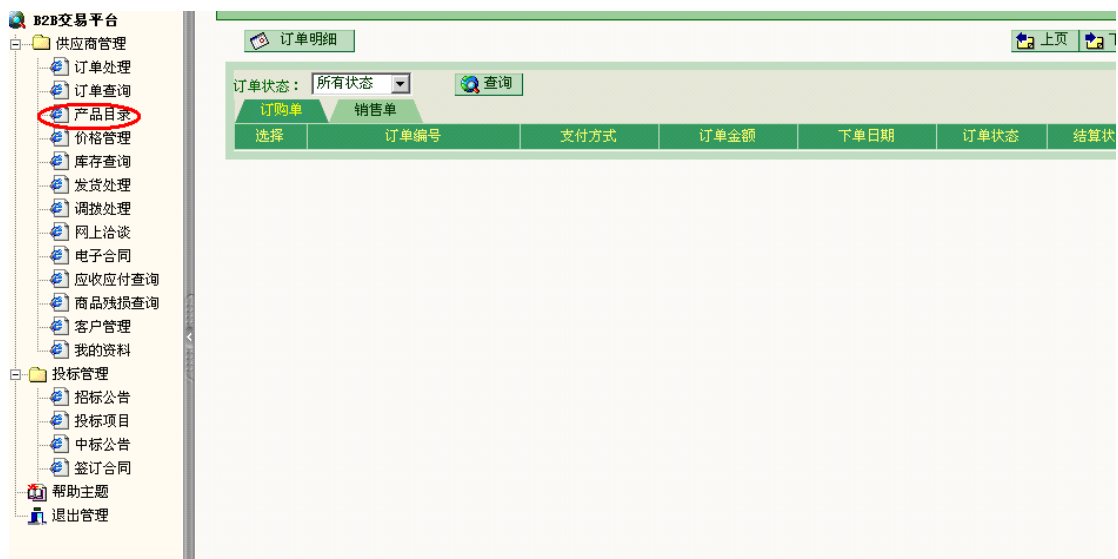 B2B交易平台
供应商管理
订单处理
订单查询
产品目录
价格管理
库存查询
发货处理
调拨处理
网上洽谈
电子合同
应收应付查询
商品残损查询
客户管理
我的资料
投标管理
招标公告
投标项目
中标公告
签订合同
帮助主题
退出管理
订单明细 上页 下
订单状态： 所有状态 查询
订购单 销售单
选择 订单编号 支付方式 订单金额 下单日期 订单状态 结算状